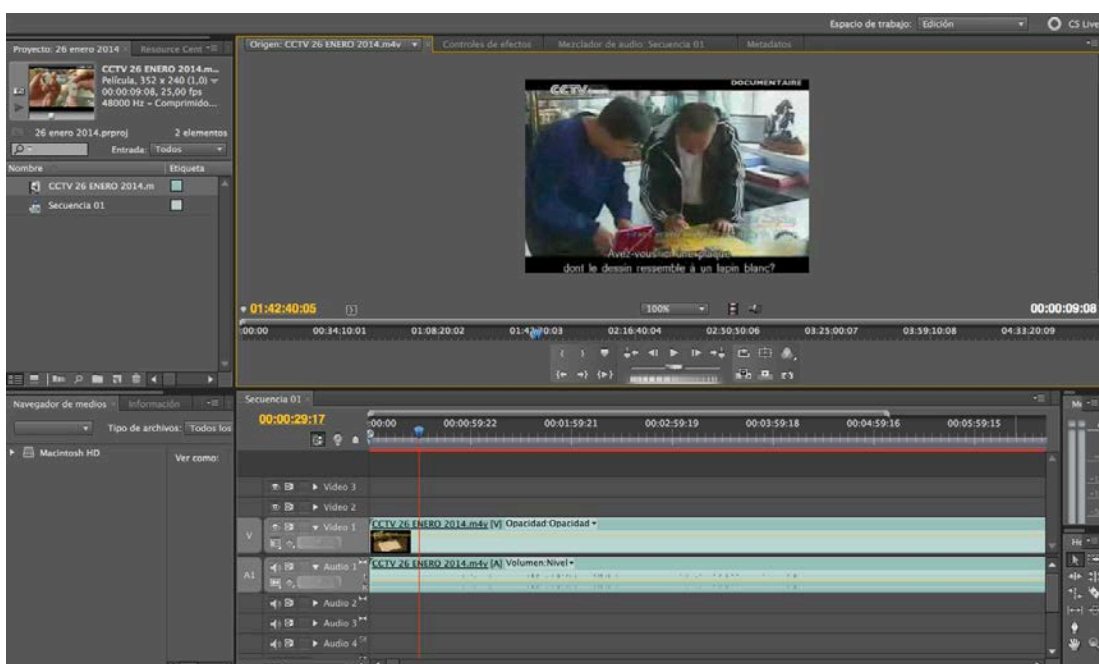 Espacio de trabajo: Edición
CS Live
Proyecto: 26 enero 2014
Resource Cent
CCTV 26 ENERO 2014.m...
Película, 352 x 240 (1,0)
00:00:09:08, 25,00 fps
48000 Hz - Comprimido...
26 enero 2014.prproj
2 elementos
Entrada: Todos
Nombre
Etiqueta
CCTV 26 ENERO 2014.m
Secuencia 01
Origen: CCTV 26 ENERO 2014.m4v
Controles de efectos
Mezclador de audio: Secuencia 01
Metadatos
CCTV
DOCUMENTAIRE
Avez-vous ici une plaque
dont le dessin ressemble à un lapin blanc?
01:42:40:05
100%
00:00:09:08
:00:00
00:34:10:01
01:08:20:02
02:16:40:04
02:50:50:06
03:25:00:07
03:59:10:08
04:33:20:09
Navegador de medios
Información
Tipo de archivos: Todos los
Macintosh HD
Ver como:
Secuencia 01
00:00:29:17
:00:00
00:00:59:22
00:01:59:21
00:02:59:19
00:03:59:18
00:04:59:16
00:05:59:15
Video 3
Video 2
V
Video 1
CCTV 26 ENERO 2014.m4v [V] Opacidad:Opacidad
A1
Audio 1
CCTV 26 ENERO 2014.m4v [A] Volumen:Nivel
Audio 2
Audio 3
Audio 4
He